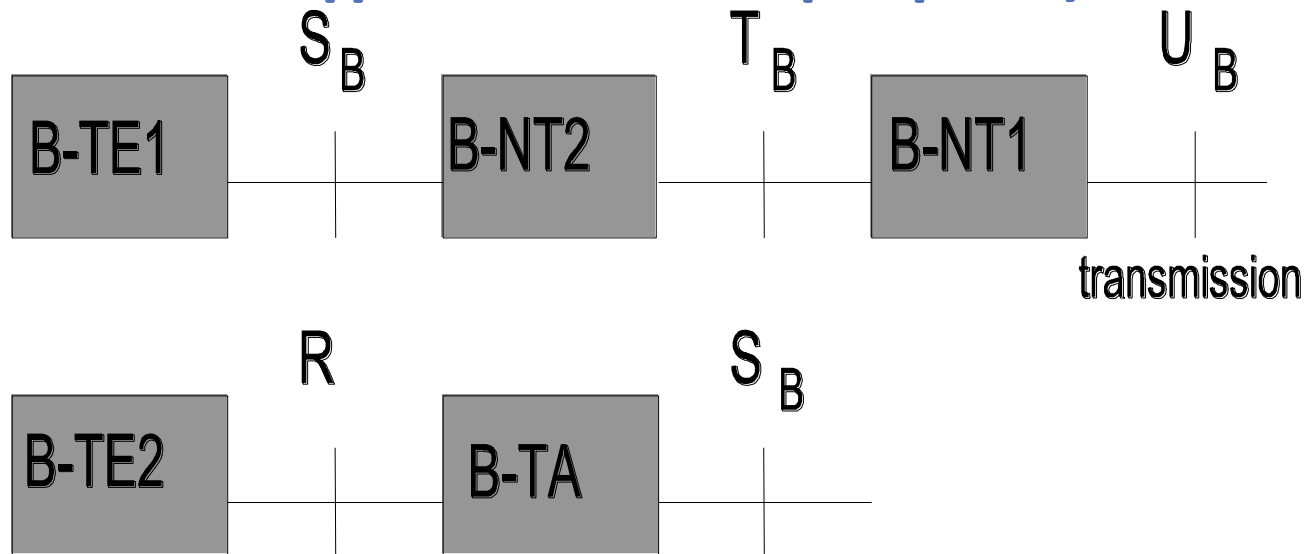 S B T B U B
B-TE1 B-NT2 B-NT1
transmission
R S B
B-TE2 B-TA